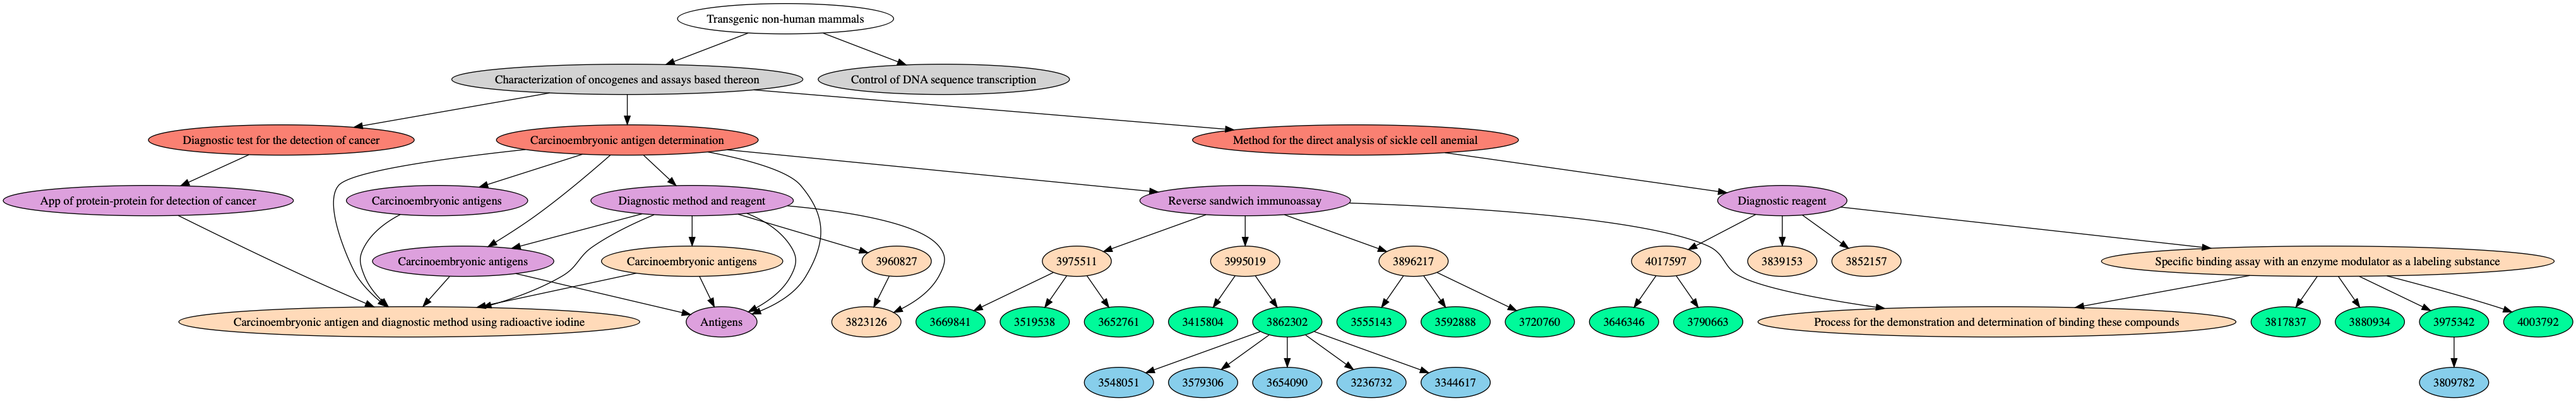 Transgenic non-human mammals
Characterization of oncogenes and assays based thereon
Control of DNA sequence transcription
Diagnostic test for the detection of cancer
Carcinoembryonic antigen determination
Method for the direct analysis of sickle cell anemial
App of protein-protein for detection of cancer
Carcinoembryonic antigens
Diagnostic method and reagent
Reverse sandwich immunoassay
Diagnostic reagent
Carcinoembryonic antigens
Carcinoembryonic antigens
3960827
3975511
3995019
3896217
4017597
3839153
3852157
Specific binding assay with an enzyme modulator as a labeling substance
Carcinoembryonic antigen and diagnostic method using radioactive iodine
Antigens
3823126
3669841
3519538
3652761
3415804
3862302
3555143
3592888
3720760
3646346
3790663
Process for the demonstration and determination of binding these compounds
3817837
3880934
3975342
4003792
3548051
3579306
3654090
3236732
3344617
3809782